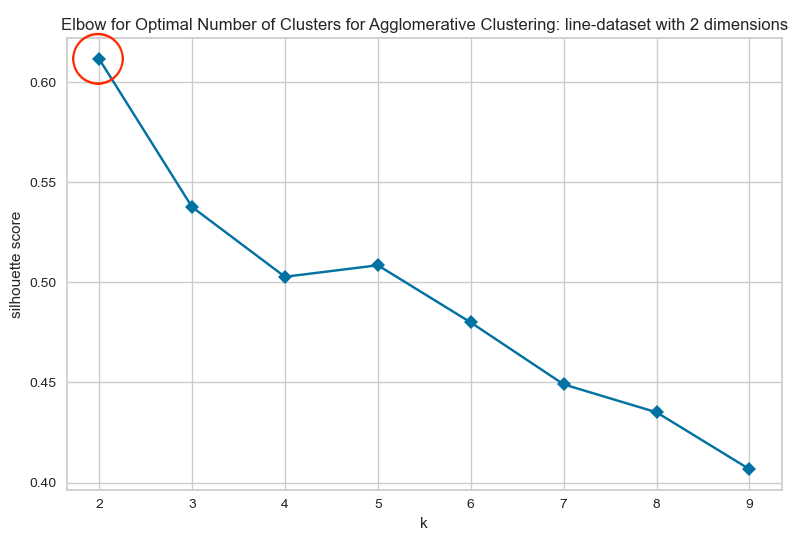 Elbow for Optimal Number of Clusters for Agglomerative Clustering: line-dataset with 2 dimensions
0.60
0.55
0.50
0.45
0.40
silhouette score
2 3 4 5 6 7 8 9
k